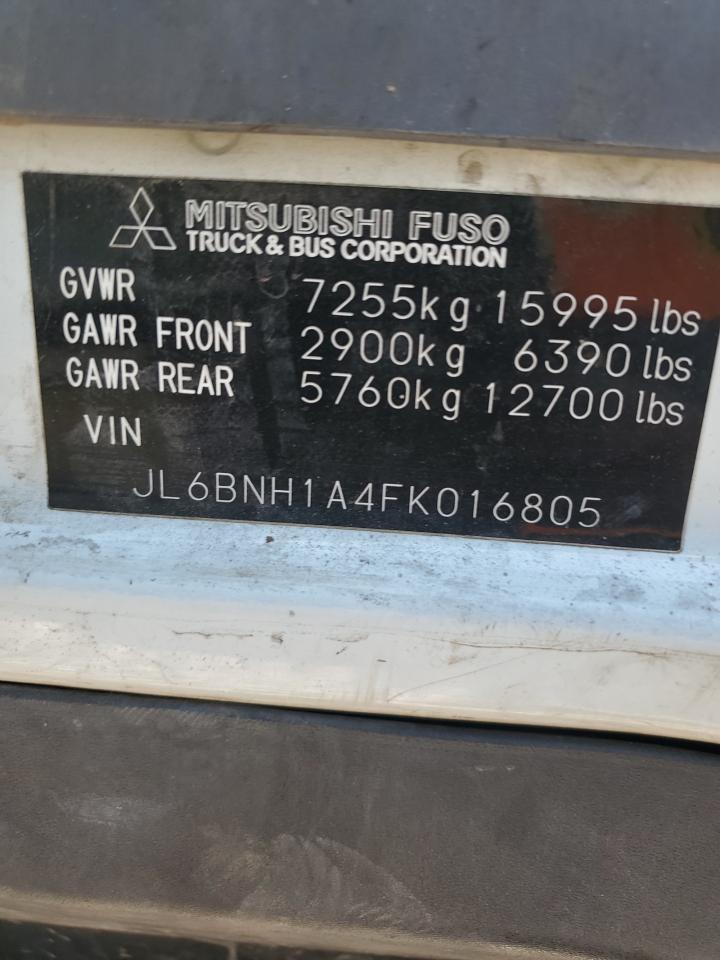 MITSUBISHI FUSO
TRUCK & BUS CORPORATION
GVWR 7255kg 15995 lbs
GAWR FRONT 2900kg 6390 lbs
GAWR REAR 5760kg 12700 lbs
VIN
JL6BNH1A4FK016805